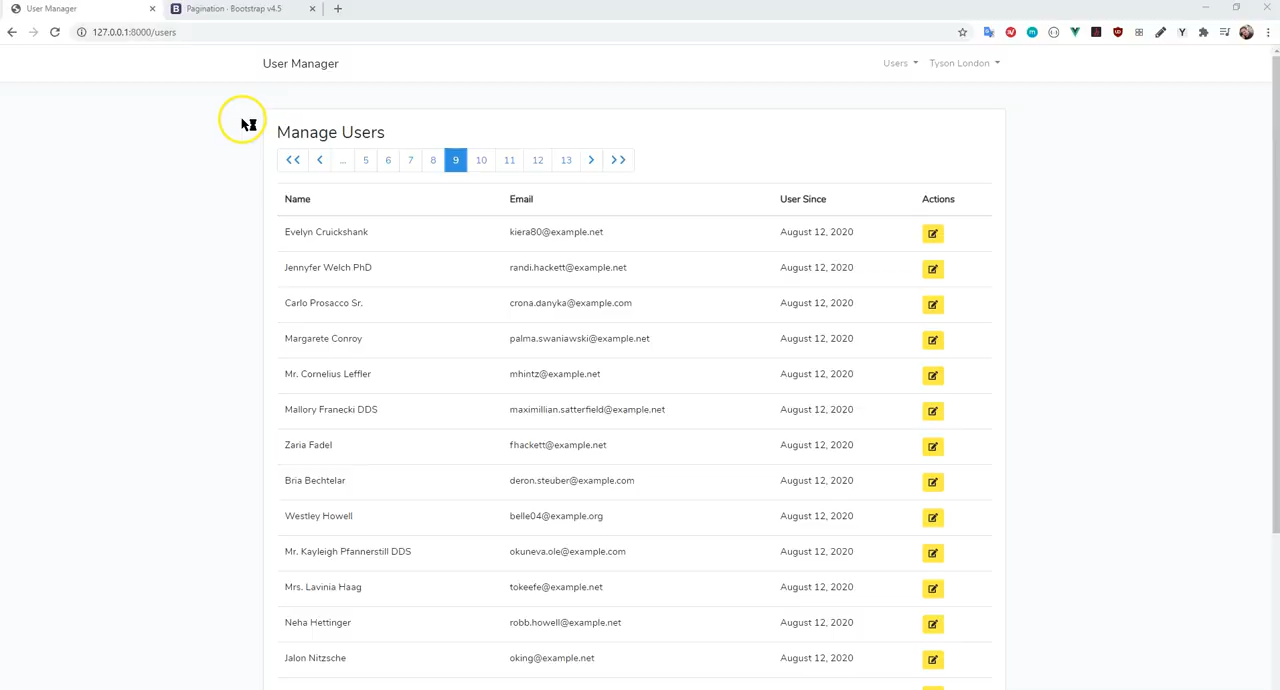 User Manager
Pagination · Bootstrap v4.5
127.0.0.1:8000/users
User Manager
Users
Tyson London
Manage Users
<< < ... 5 6 7 8 9 10 11 12 13 > >>
Name Email User Since Actions
Evelyn Cruickshank kiera80@example.net August 12, 2020
Jennyfer Welch PhD randi.hackett@example.net August 12, 2020
Carlo Prosacco Sr. crona.danyka@example.com August 12, 2020
Margarete Conroy palma.swaniawski@example.net August 12, 2020
Mr. Cornelius Leffler mhintz@example.net August 12, 2020
Mallory Franecki DDS maximillian.satterfield@example.net August 12, 2020
Zaria Fadel fhackett@example.net August 12, 2020
Bria Bechtelar deron.steuber@example.com August 12, 2020
Westley Howell belle04@example.org August 12, 2020
Mr. Kayleigh Pfannerstill DDS okuneva.ole@example.com August 12, 2020
Mrs. Lavinia Haag tokeefe@example.net August 12, 2020
Neha Hettinger robb.howell@example.net August 12, 2020
Jalon Nitzsche oking@example.net August 12, 2020